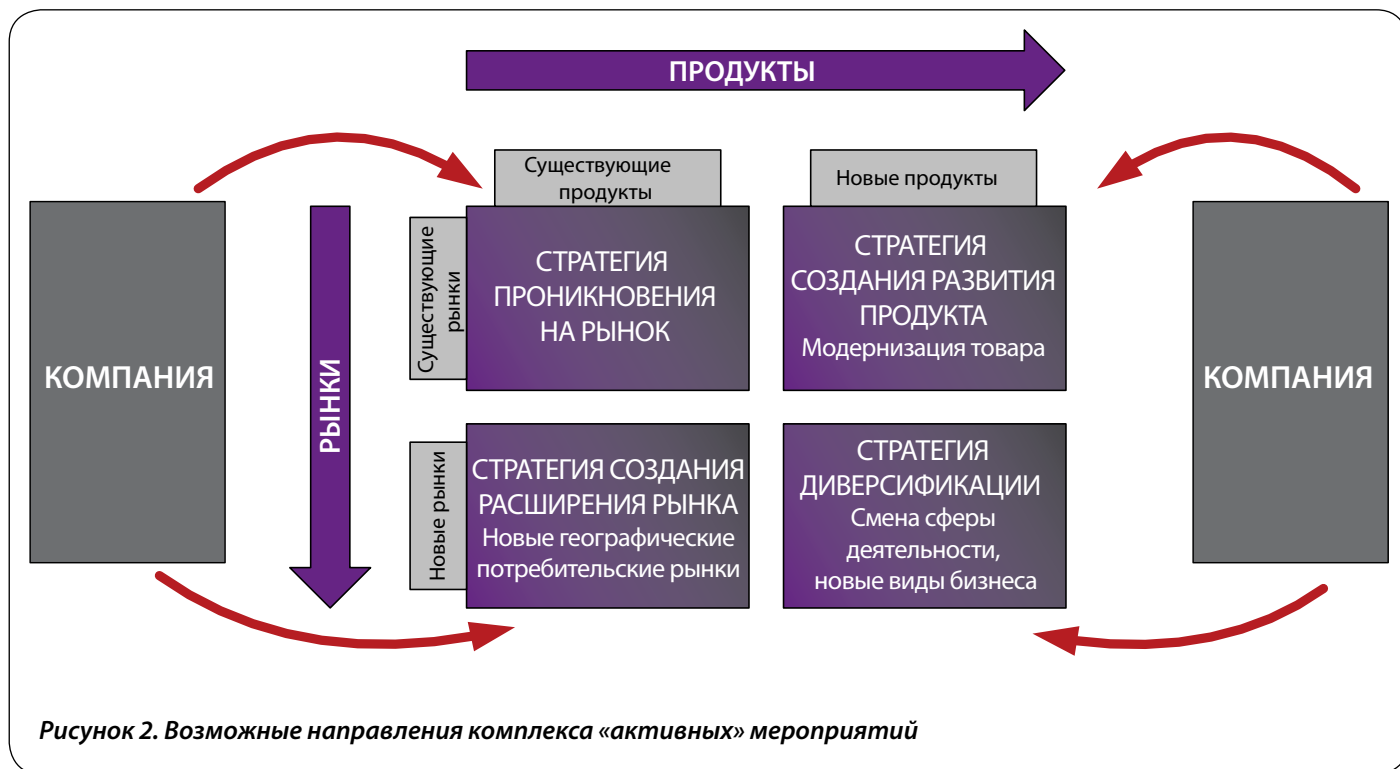 ПРОДУКТЫ
Существующие
продукты
Новые продукты
КОМПАНИЯ
РЫНКИ
Существующие
рынки
СТРАТЕГИЯ
ПРОНИКНОВЕНИЯ
НА РЫНОК
СТРАТЕГИЯ
СОЗДАНИЯ РАЗВИТИЯ
ПРОДУКТА
Модернизация товара
КОМПАНИЯ
Новые рынки
СТРАТЕГИЯ СОЗДАНИЯ
РАСШИРЕНИЯ РЫНКА
Новые географические
потребительские рынки
СТРАТЕГИЯ
ДИВЕРСИФИКАЦИИ
Смена сферы
деятельности,
новые виды бизнеса
Рисунок 2. Возможные направления комплекса «активных» мероприятий